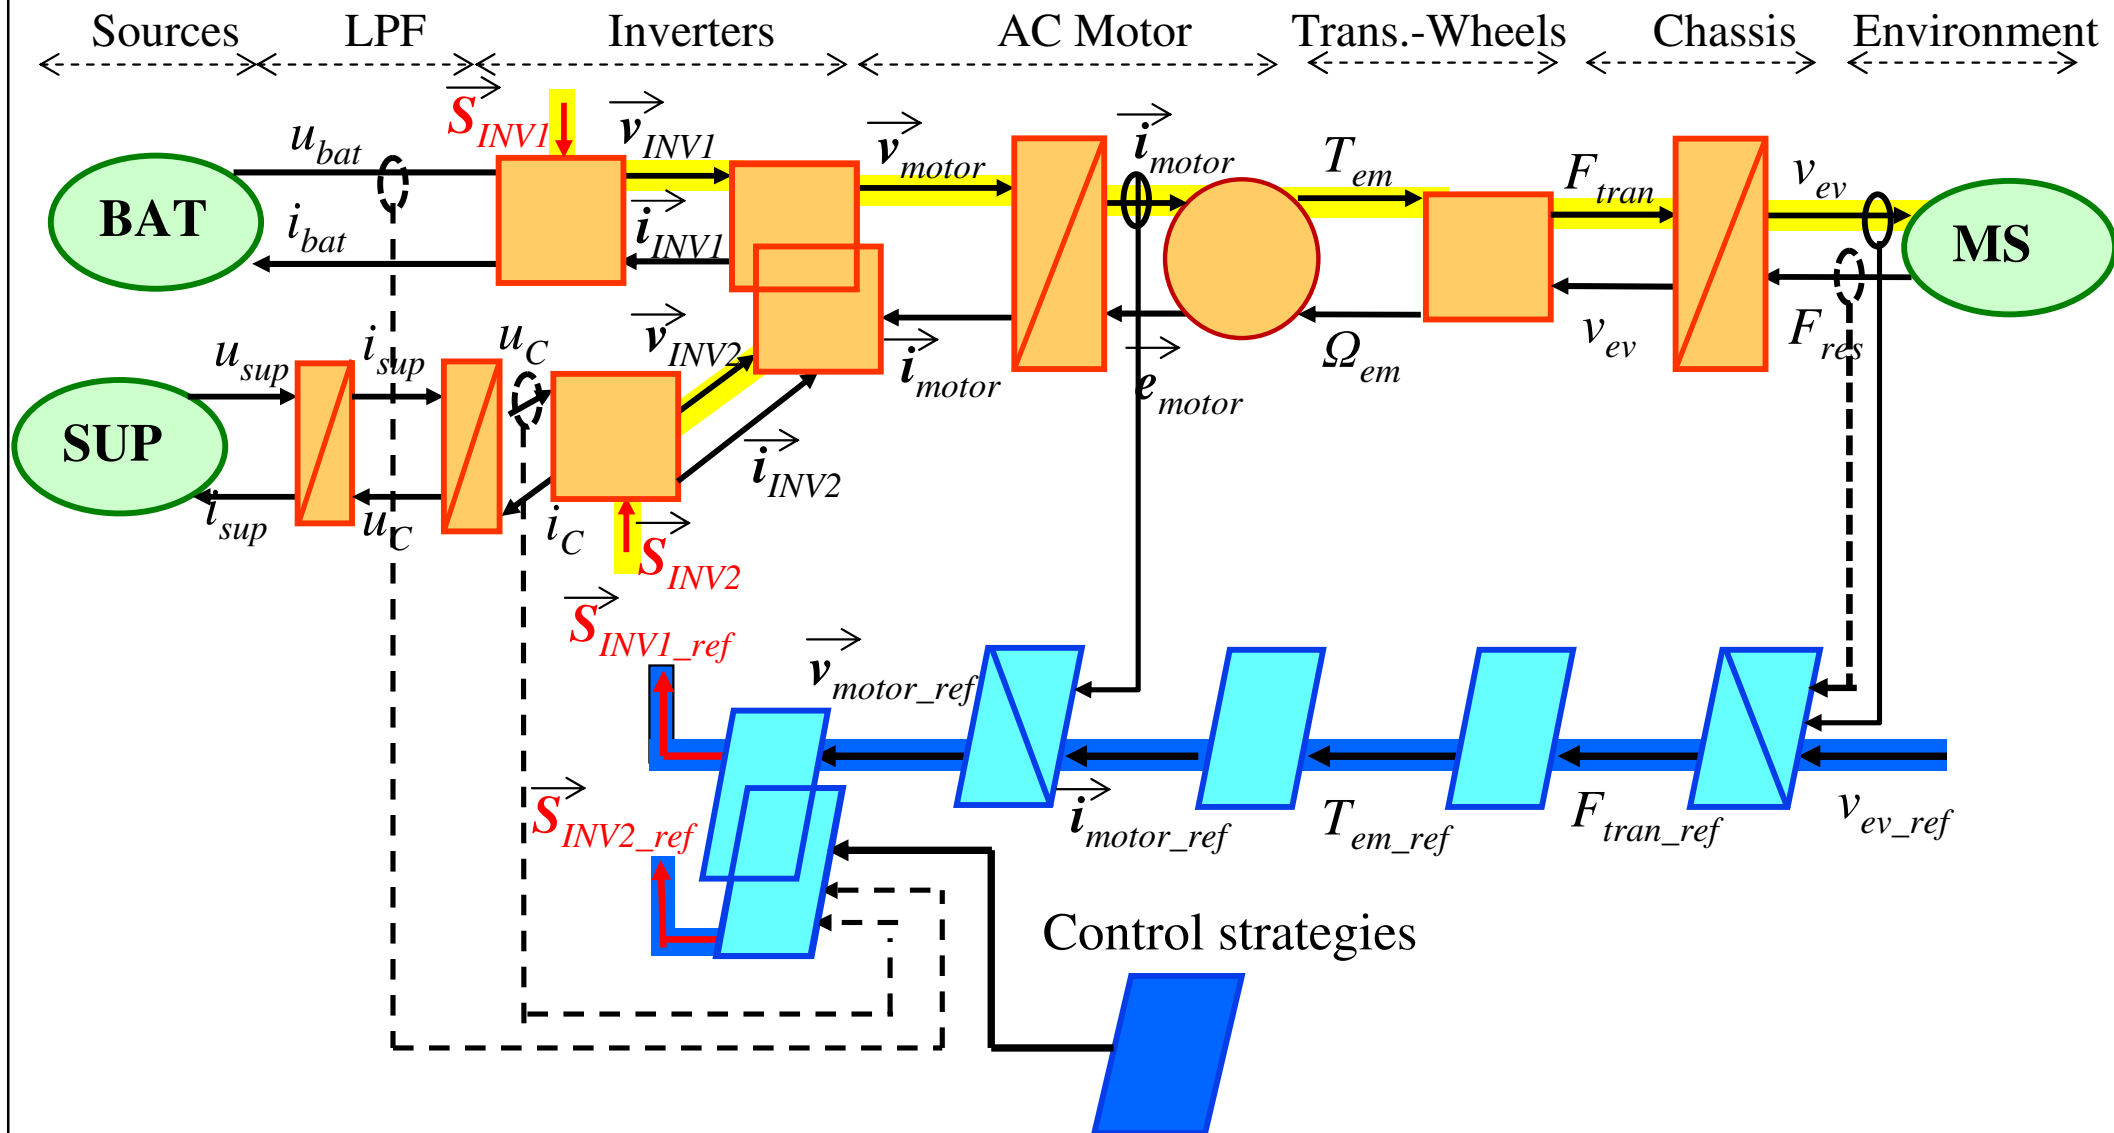 Sources LPF Inverters AC Motor Trans.-Wheels Chassis Environment
S_INV1
v_INV1
v_motor
i_motor
T_em
F_tran
v_ev
u_bat
BAT
i_bat
i_INV1
MS
v_INV2
i_motor
e_motor
Ω_em
v_ev
F_res
u_sup
i_sup
u_C
SUP
i_sup
u_C
i_C
i_INV2
S_INV2
S_INV1_ref
v_motor_ref
S_INV2_ref
i_motor_ref
T_em_ref
F_tran_ref
v_ev_ref
Control strategies